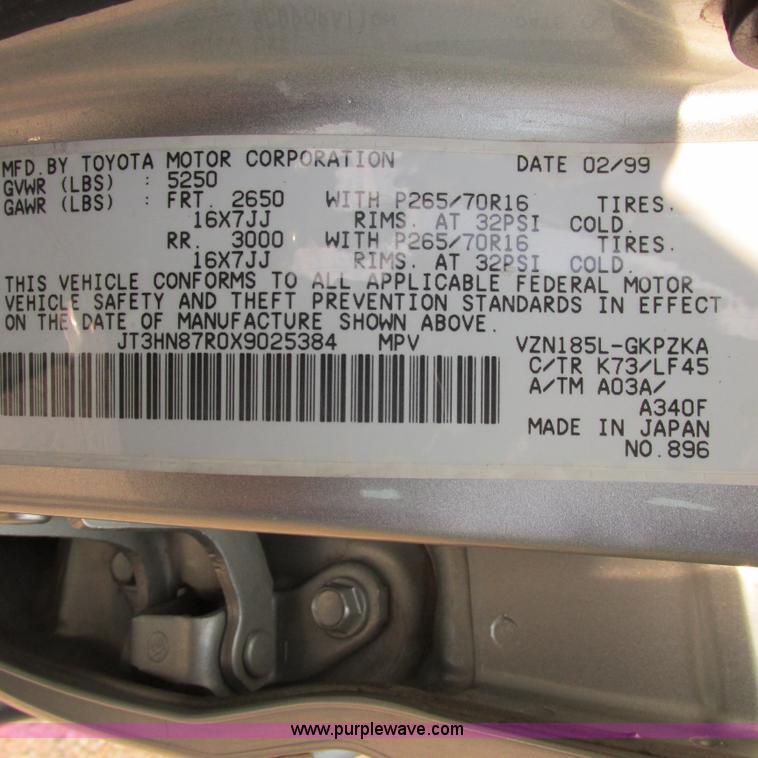 MFD.BY TOYOTA MOTOR CORPORATION DATE 02/99
GVWR (LBS) : 5250
GAWR (LBS) : FRT. 2650 WITH P265/70R16 TIRES.
16X7JJ RIMS. AT 32PSI COLD.
RR. 3000 WITH P265/70R16 TIRES.
16X7JJ RIMS. AT 32PSI COLD.
THIS VEHICLE CONFORMS TO ALL APPLICABLE FEDERAL MOTOR
VEHICLE SAFETY AND THEFT PREVENTION STANDARDS IN EFFECT
ON THE DATE OF MANUFACTURE SHOWN ABOVE.
JT3HN87R0X9025384 MPV VZN185L-GKPZKA
C/TR K73/LF45
A/TM A03A/
A340F
MADE IN JAPAN
NO.896
www.purplewave.com